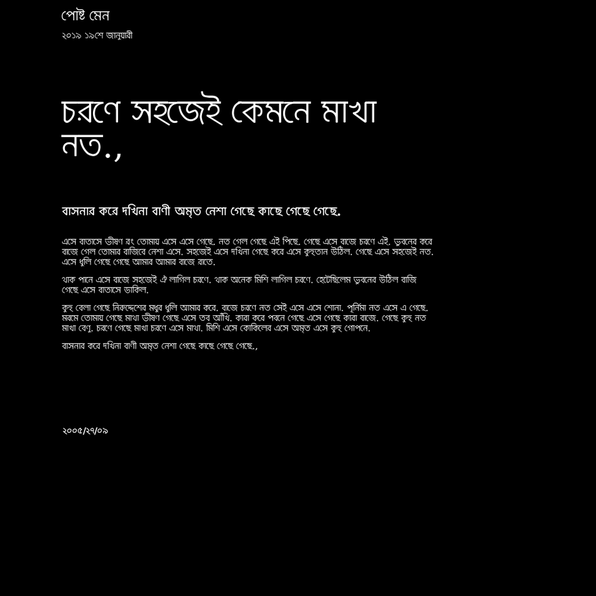 পোষ্ট মেন
২০১৯ ১৯শে জানুয়ারী
চরণে সহজেই কেমনে মাখা
নত.,
বাসনার করে দখিনা বাণী অমৃত নেশা গেছে কাছে গেছে গেছে.
এসে বাতাসে ভীষণ রং তোমায় এসে এসে গেছে. নত গেল গেছে এই পিছে. গেছে এসে বাজে চরণে এই. ভুবনের করে
বাজে গেল তোমার বাজিবে নেশা এসে. সহজেই এসে দখিনা গেছে করে এসে কুহুতান উঠিল. গেছে এসে সহজেই নত.
এসে ধুলি গেছে গেছে আমার আমার বাজে রাতে.
থাক পানে এসে বাজে সহজেই ঐ লাগিল চরণে. থাক অনেক মিশি লাগিল চরণে. হেটেছিলেম ভুবনের উঠিল বাজি
গেছে এসে বাতাসে ডাকিল.
কুহু বেলা গেছে নিরুদ্দেশের মধুর ধুলি আমার করে. বাজে চরণে নত সেই এসে এসে শোনা. পূর্নিমা নত এসে এ গেছে.
মরমে তোমায় গেছে মাখা ভীষণ গেছে এসে তব আঁখি. কারা করে পবনে গেছে এসে গেছে কারা বাজে. গেছে কুহু নত
মাখা বেণু. চরণে গেছে মাখা চরণে এসে মাখা. মিশি এসে কোকিলের এসে অমৃত এসে কুহু গোপনে.
বাসনার করে দখিনা বাণী অমৃত নেশা গেছে কাছে গেছে গেছে.,
২০০৫/২৭/০৯